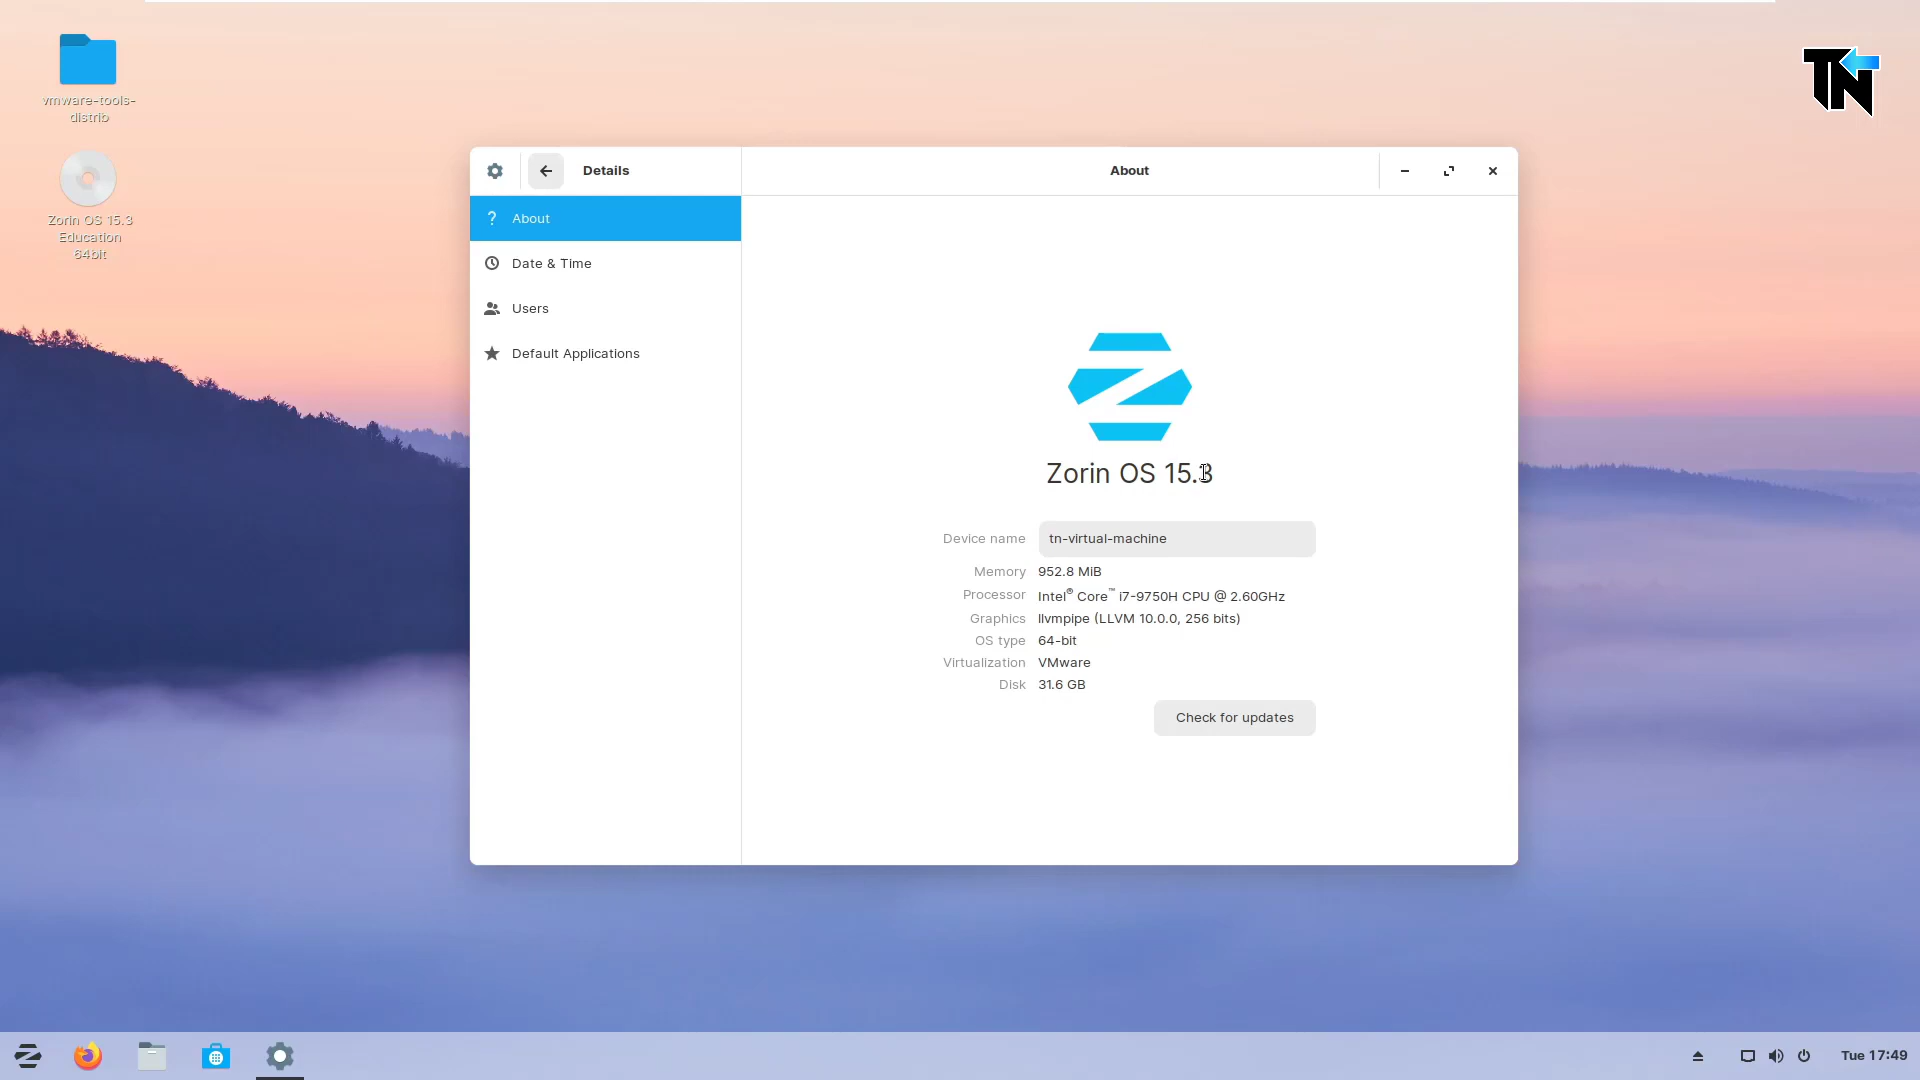 vmware-tools-
distrib
Zorin OS 15.3
Education
64bit
TN
Details
About
About
Date & Time
Users
Default Applications
Zorin OS 15.3
Device name tn-virtual-machine
Memory 952.8 MiB
Processor Intel® Core™ i7-9750H CPU @ 2.60GHz
Graphics llvmpipe (LLVM 10.0.0, 256 bits)
OS type 64-bit
Virtualization VMware
Disk 31.6 GB
Check for updates
Tue 17:49